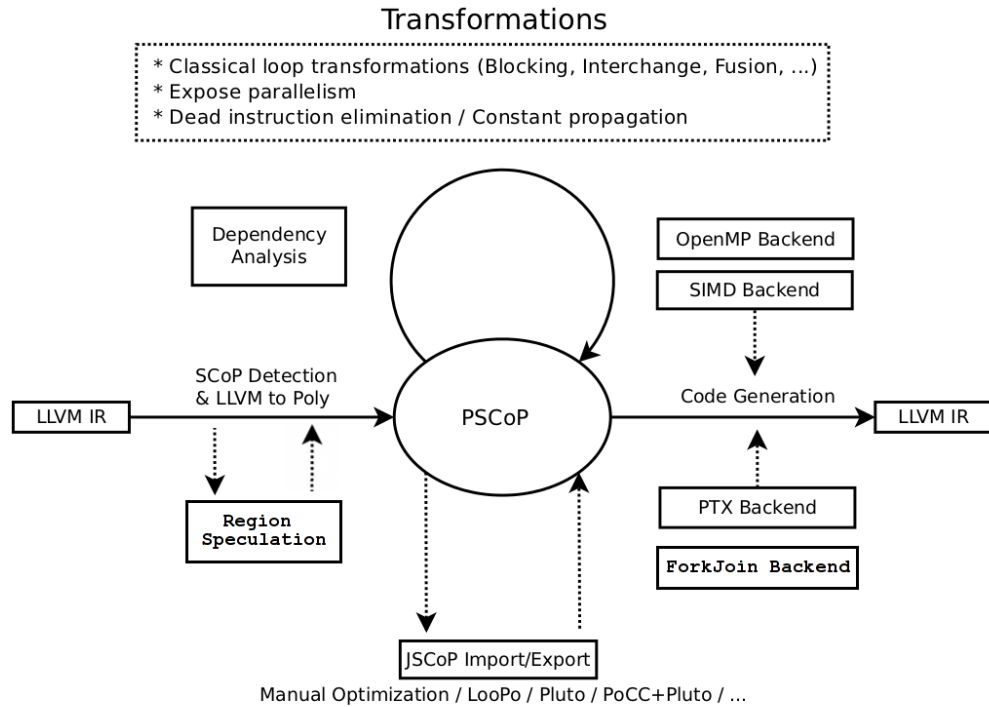 Transformations
* Classical loop transformations (Blocking, Interchange, Fusion, ...)
* Expose parallelism
* Dead instruction elimination / Constant propagation
Dependency
Analysis
OpenMP Backend
SIMD Backend
SCoP Detection
& LLVM to Poly
Code Generation
LLVM IR
PSCoP
LLVM IR
Region
Speculation
PTX Backend
ForkJoin Backend
JSCoP Import/Export
Manual Optimization / LooPo / Pluto / PoCC+Pluto / ...